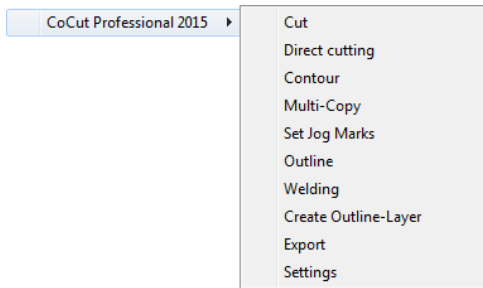 CoCut Professional 2015
Cut
Direct cutting
Contour
Multi-Copy
Set Jog Marks
Outline
Welding
Create Outline-Layer
Export
Settings